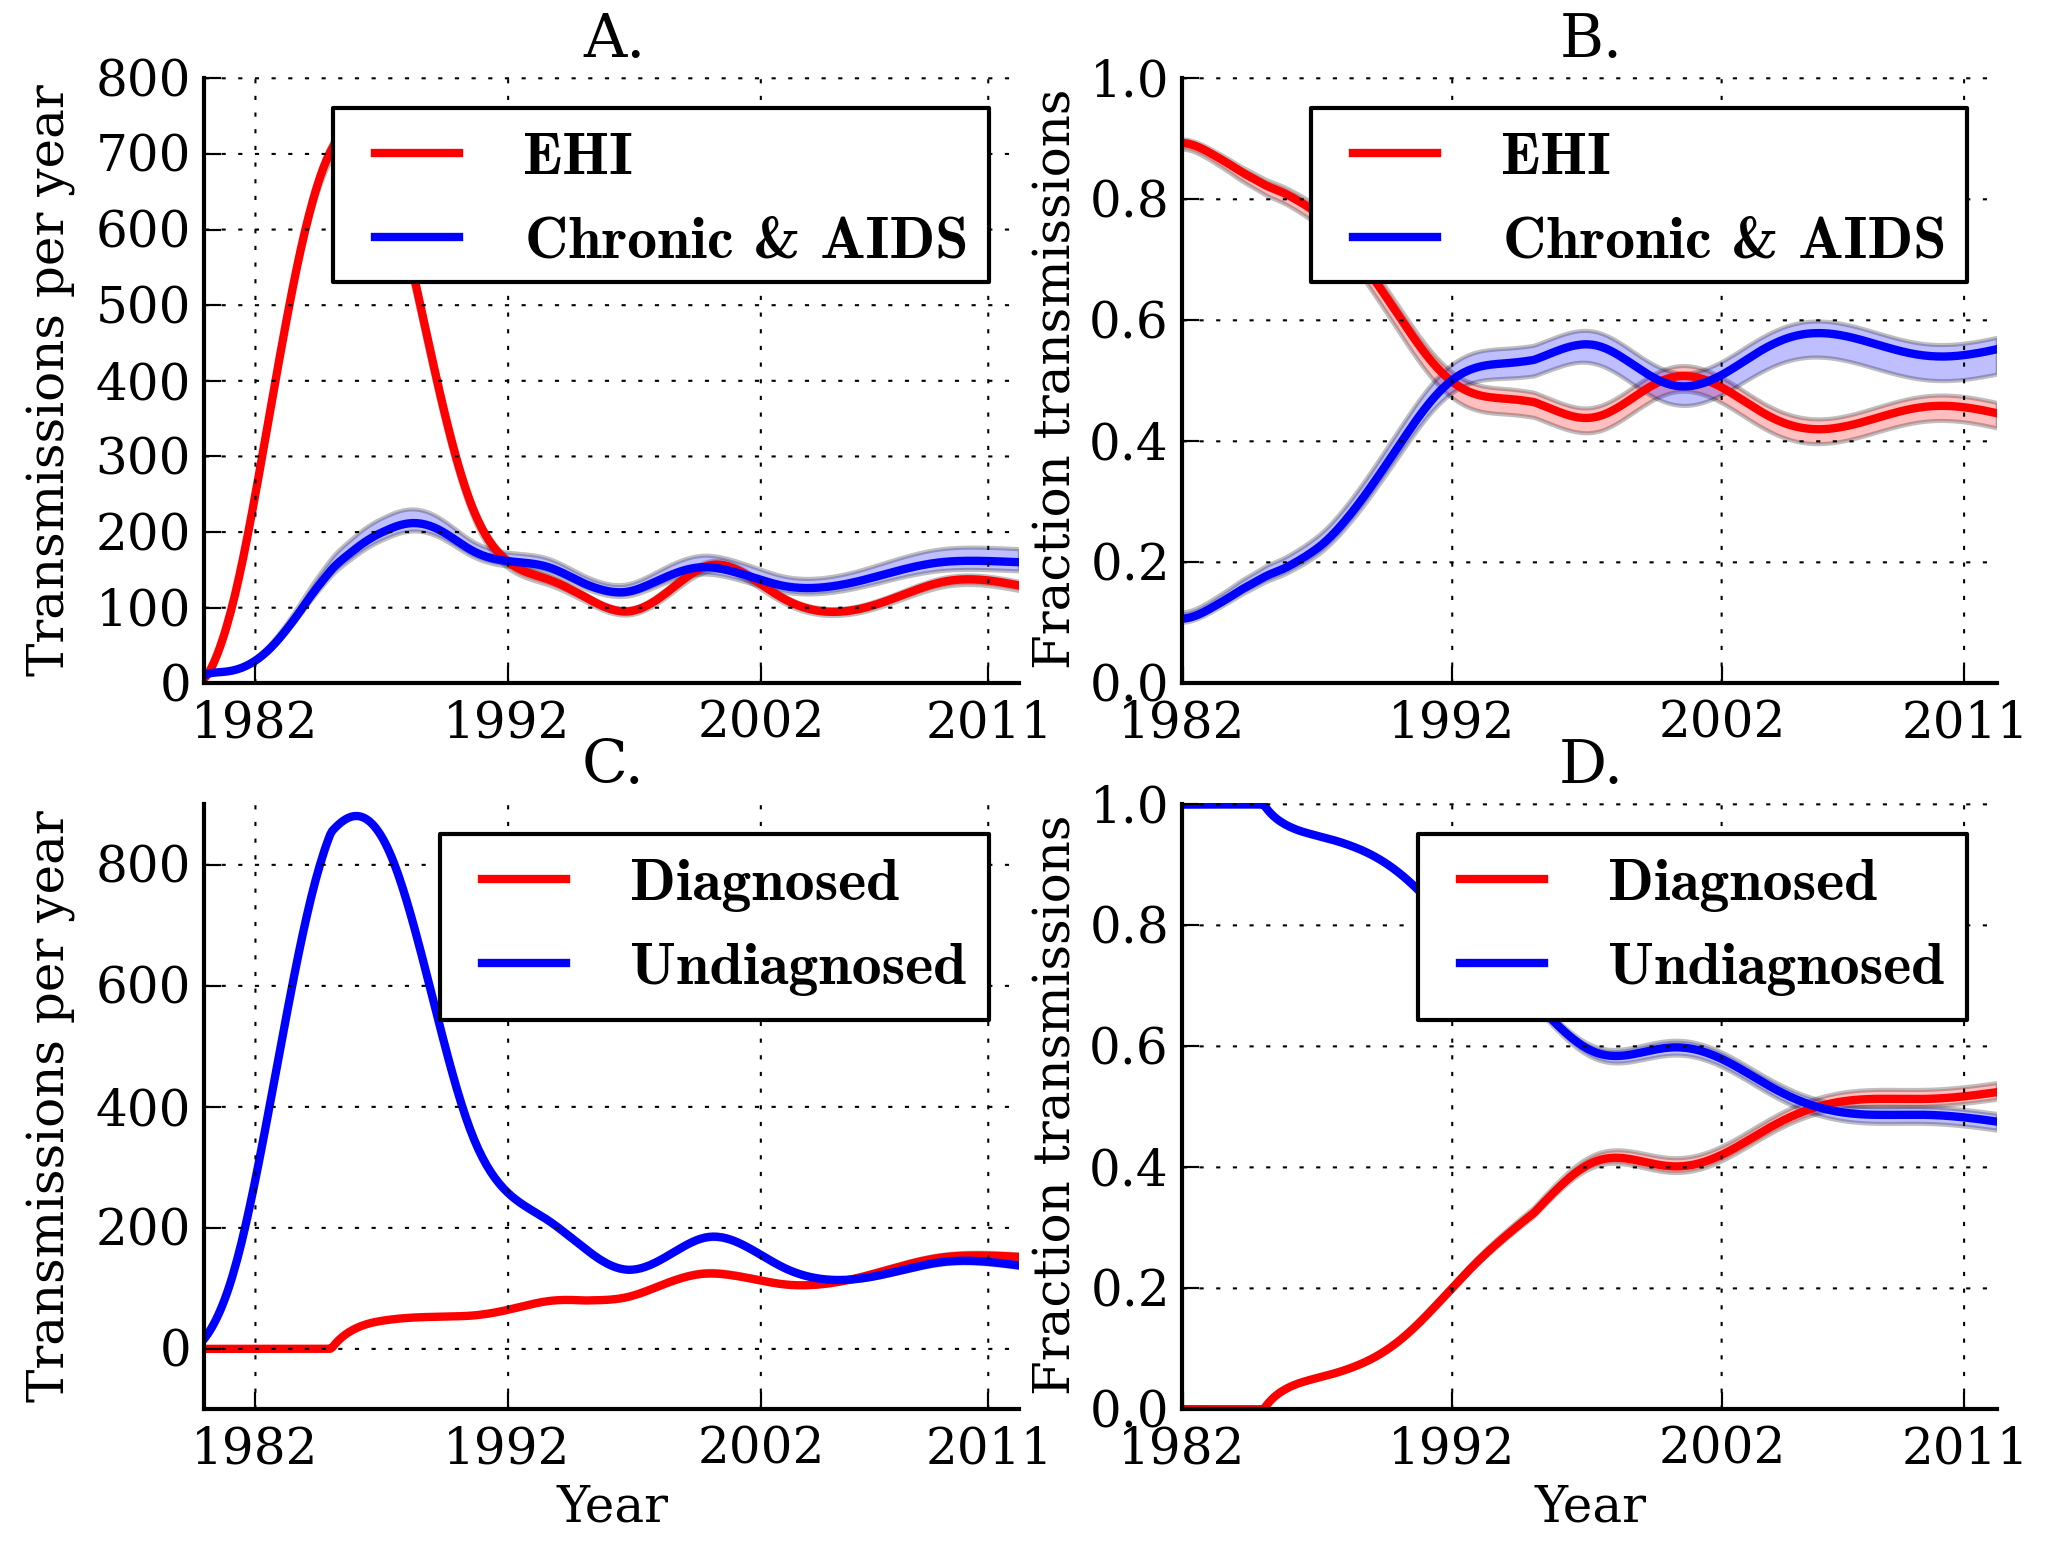 A.
Transmissions per year
800
700
600
500
400
300
200
100
0
EHI
Chronic & AIDS
1982 1992 2002 2011
B.
Fraction transmissions
1.0
0.8
0.6
0.4
0.2
0.0
EHI
Chronic & AIDS
1982 1992 2002 2011
C.
Transmissions per year
800
600
400
200
0
Diagnosed
Undiagnosed
1982 1992 2002 2011
Year
D.
Fraction transmissions
1.0
0.8
0.6
0.4
0.2
0.0
Diagnosed
Undiagnosed
1982 1992 2002 2011
Year